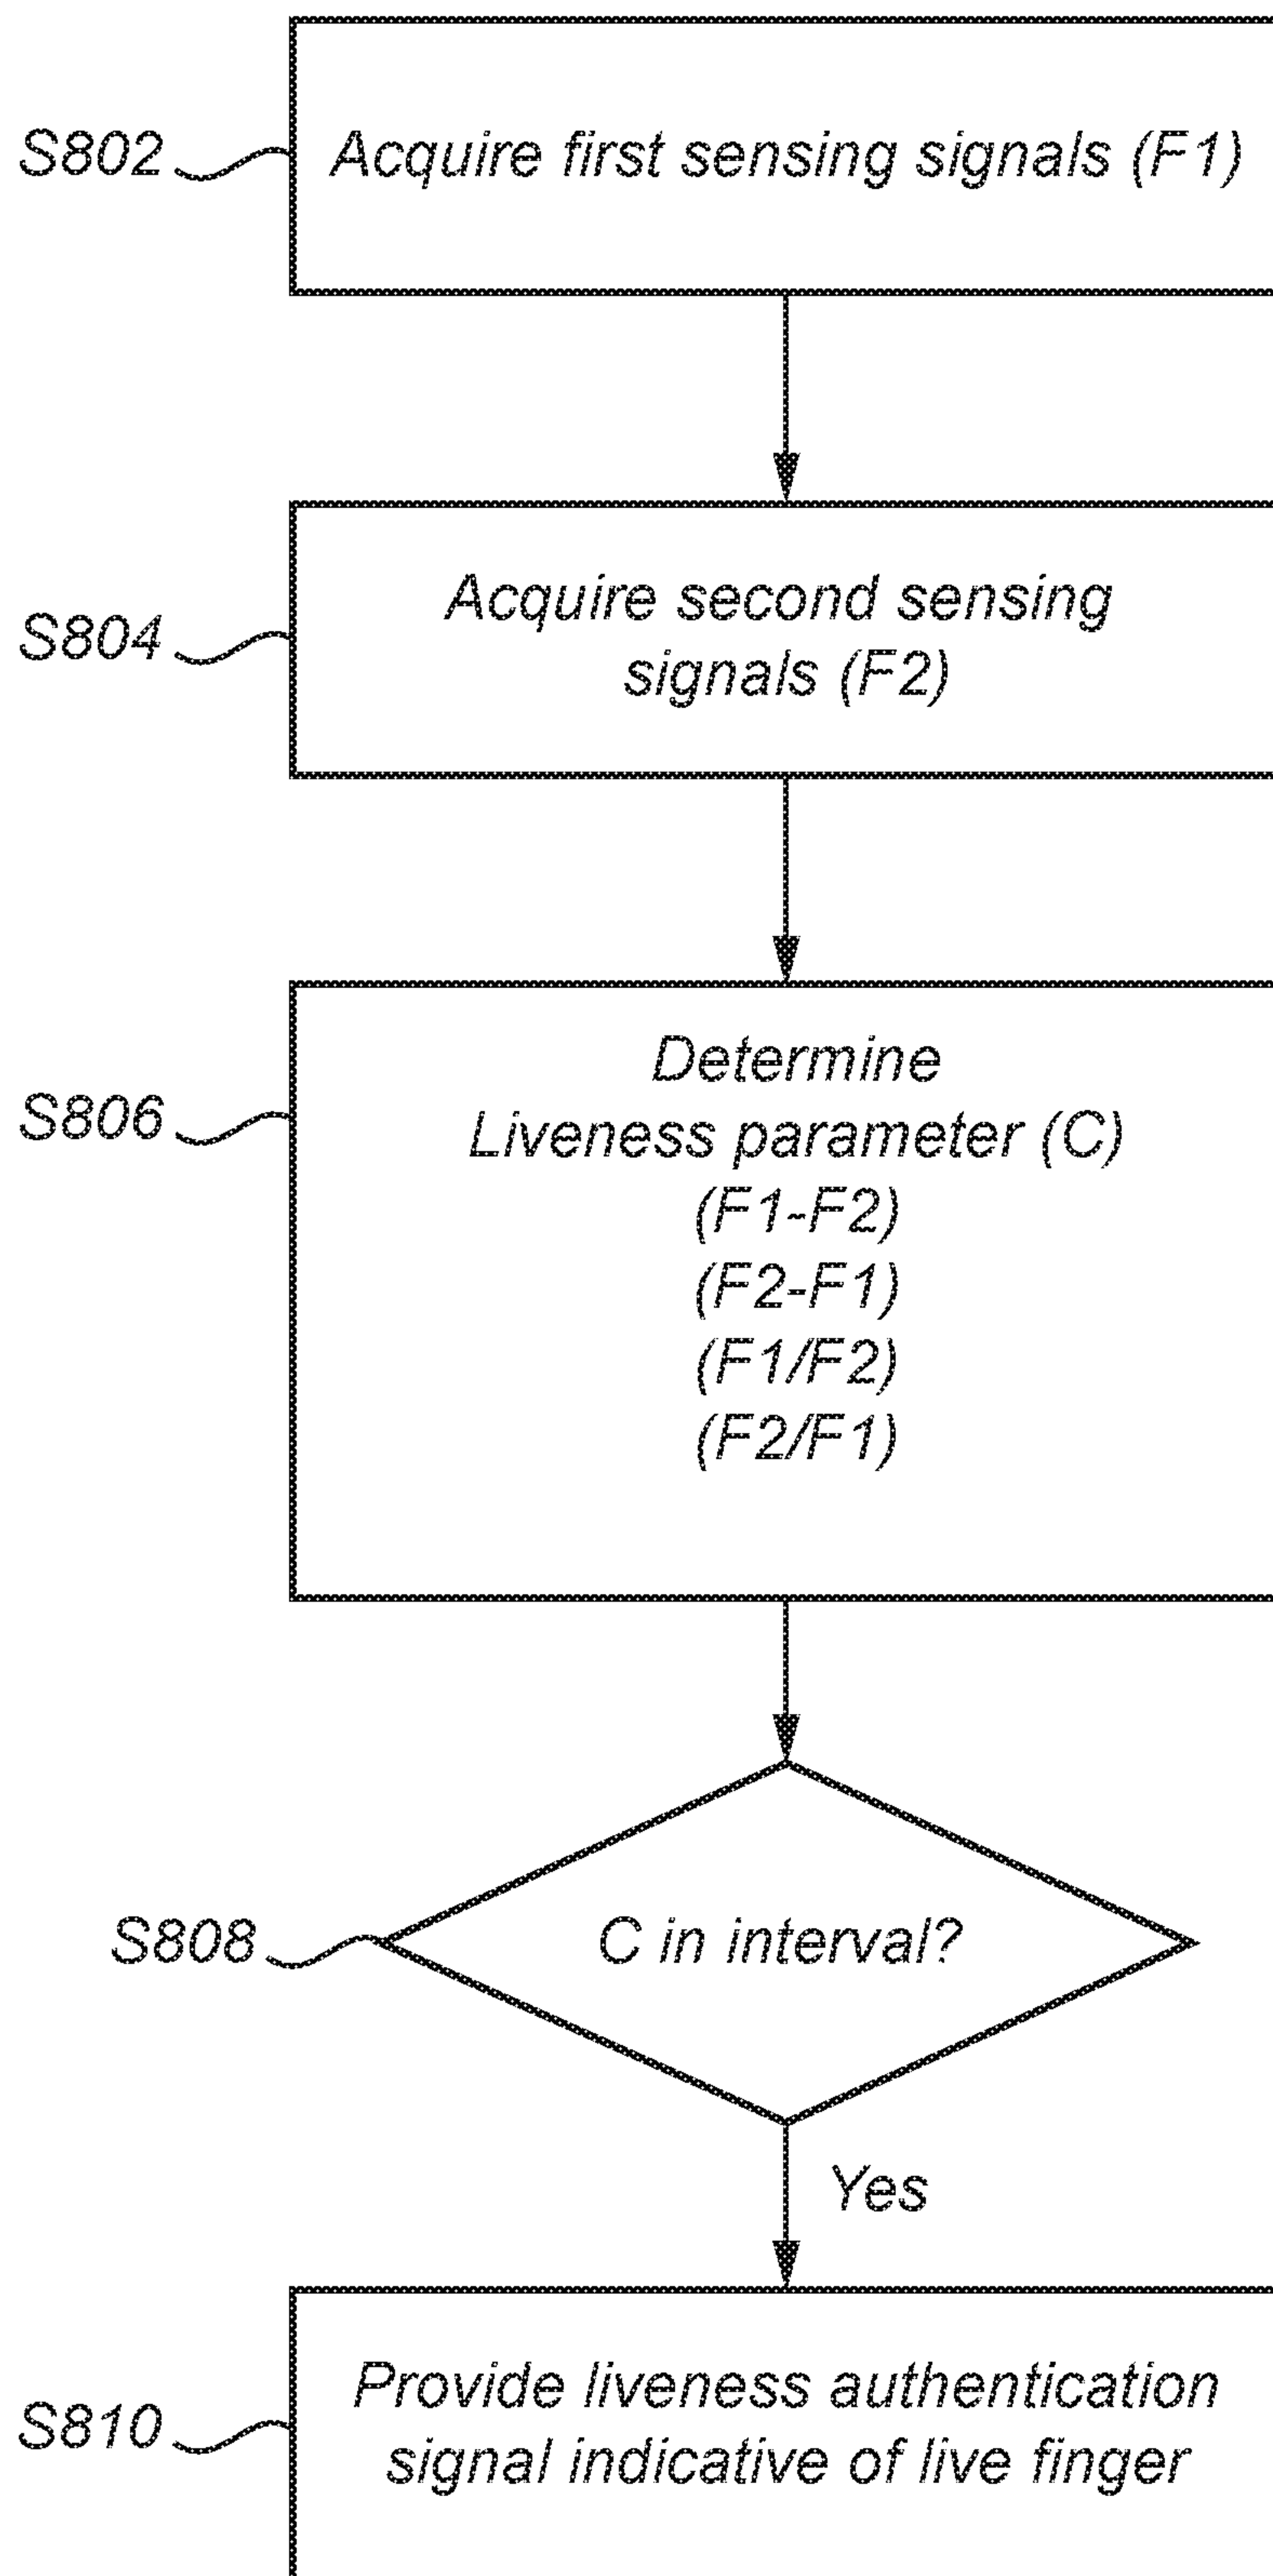 S802
Acquire first sensing signals (F1)
S804
Acquire second sensing
signals (F2)
S806
Determine
Liveness parameter (C)
(F1-F2)
(F2-F1)
(F1/F2)
(F2/F1)
S808
C in interval?
Yes
S810
Provide liveness authentication
signal indicative of live finger